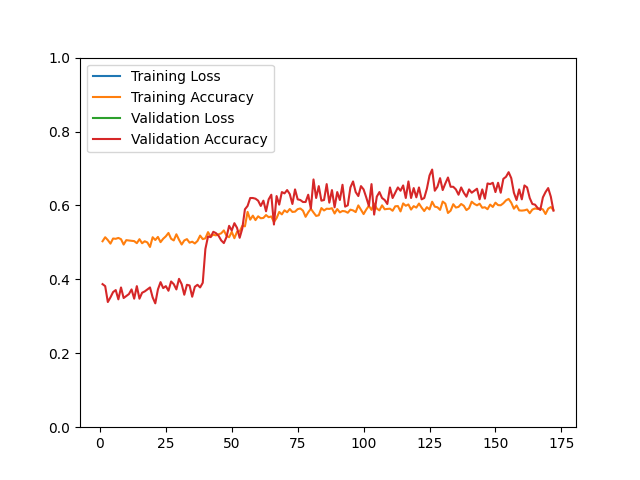 Training Loss
Training Accuracy
Validation Loss
Validation Accuracy
1.0
0.8
0.6
0.4
0.2
0.0
0 25 50 75 100 125 150 175